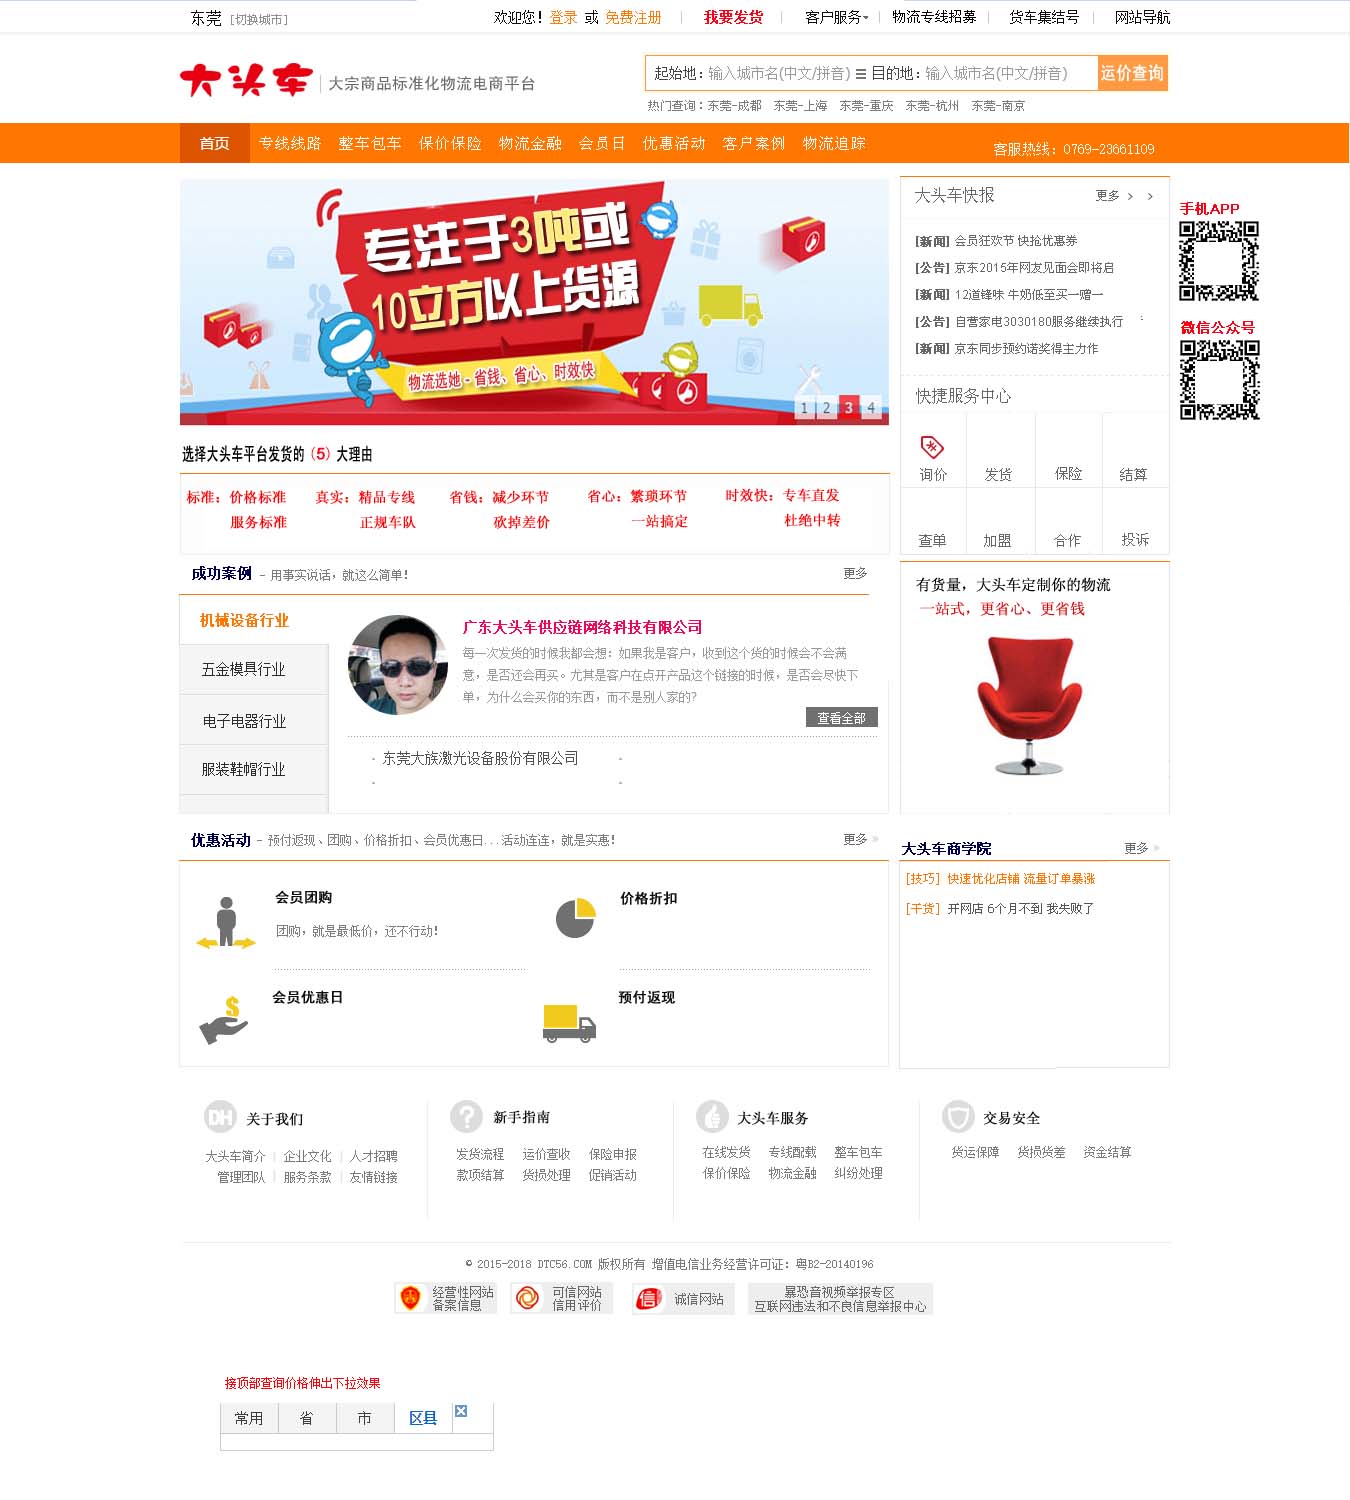 东莞 [切换城市]
欢迎您! 登录 或 免费注册
我要发货
客户服务
物流专线招募
货车集结号
网站导航
大头车
大宗商品标准化物流电商平台
起始地: 输入城市名(中文/拼音) 目的地: 输入城市名(中文/拼音)
运价查询
热门查询: 东莞-成都 东莞-上海 东莞-重庆 东莞-杭州 东莞-南京
首页 专线线路 整车包车 保价保险 物流金融 会员日 优惠活动 客户案例 物流追踪
客服热线: 0769-23661109
专注于3吨或
10立方以上货源
物流选她 - 省钱、省心、时效快
1 2 3 4
大头车快报 更多
[新闻] 会员狂欢节 快抢优惠券
[公告] 京东2015年网友见面会即将启
[新闻] 12道锋味 牛奶低至买一赠一
[公告] 自营家电3030180服务继续执行
[新闻] 京东同步预约诺奖得主力作
手机APP
微信公众号
快捷服务中心
询价 发货 保险 结算
查单 加盟 合作 投诉
选择大头车平台发货的（5）大理由
标准: 价格标准
服务标准
真实: 精品专线
正规车队
省钱: 减少环节
砍掉差价
省心: 繁琐环节
一站搞定
时效快: 专车直发
杜绝中转
成功案例 - 用事实说话, 就这么简单!
更多
机械设备行业
五金模具行业
电子电器行业
服装鞋帽行业
广东大头车供应链网络科技有限公司
每一次发货的时候我都会想: 如果我是客户, 收到这个货的时候会不会满
意, 是否还会再买。尤其是客户在点开产品这个链接的时候, 是否会尽快下
单, 为什么会买你的东西, 而不是别人家的?
查看全部
- 东莞大族激光设备股份有限公司
有货量, 大头车定制你的物流
一站式, 更省心、更省钱
优惠活动 - 预付返现、团购、价格折扣、会员优惠日...活动连连, 就是实惠!
更多 »
会员团购
团购, 就是最低价, 还不行动!
价格折扣
会员优惠日
预付返现
大头车商学院 更多 »
[技巧] 快速优化店铺 流量订单暴涨
[干货] 开网店 6个月不到 我失败了
DH 关于我们
大头车简介 | 企业文化 | 人才招聘
管理团队 | 服务条款 | 友情链接
? 新手指南
发货流程 运价查收 保险申报
款项结算 货损处理 促销活动
大头车服务
在线发货 专线配载 整车包车
保价保险 物流金融 纠纷处理
交易安全
货运保障 货损货差 资金结算
© 2015-2018 DTC56.COM 版权所有 增值电信业务经营许可证: 粤B2-20140196
经营性网站
备案信息
可信网站
信用评价
信 诚信网站
暴恐音视频举报专区
互联网违法和不良信息举报中心
接顶部查询价格伸出下拉效果
常用 省 市 区县